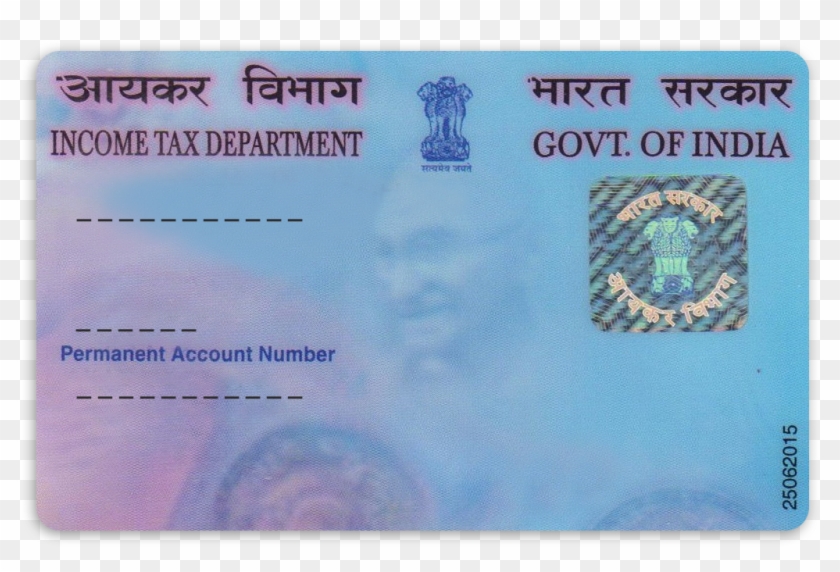 आयकर विभाग
भारत सरकार
INCOME TAX DEPARTMENT
GOVT. OF INDIA
सत्यमेव जयते
भारत सरकार
आयकर विभाग
Permanent Account Number
25062015